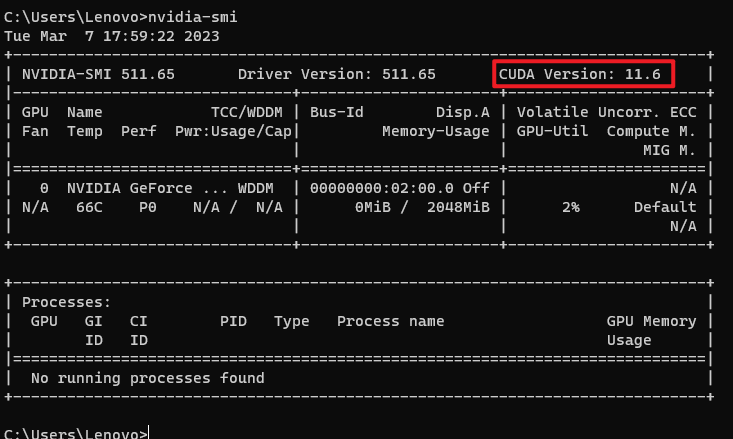 C:\Users\Lenovo>nvidia-smi
Tue Mar  7 17:59:22 2023
+-----------------------------------------------------------------------------+
| NVIDIA-SMI 511.65       Driver Version: 511.65       CUDA Version: 11.6     |
|-------------------------------+----------------------+----------------------+
| GPU  Name            TCC/WDDM | Bus-Id        Disp.A | Volatile Uncorr. ECC |
| Fan  Temp  Perf  Pwr:Usage/Cap|         Memory-Usage | GPU-Util  Compute M. |
|                               |                      |               MIG M. |
|===============================+======================+======================|
|   0  NVIDIA GeForce ... WDDM  | 00000000:02:00.0 Off |                  N/A |
| N/A   66C    P0    N/A /  N/A |      0MiB /  2048MiB |      2%      Default |
|                               |                      |                  N/A |
+-------------------------------+----------------------+----------------------+
+-----------------------------------------------------------------------------+
| Processes:                                                                  |
|  GPU   GI   CI        PID   Type   Process name                  GPU Memory |
|        ID   ID                                                   Usage      |
|=============================================================================|
|  No running processes found                                                 |
+-----------------------------------------------------------------------------+
C:\Users\Lenovo>